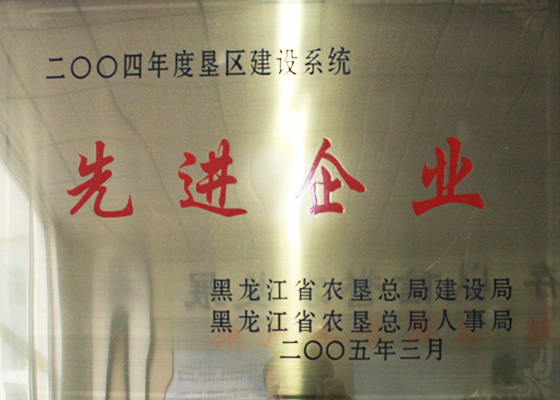 二〇〇四年度垦区建设系统
先进企业
黑龙江省农垦总局建设局
黑龙江省农垦总局人事局
二〇〇五年三月